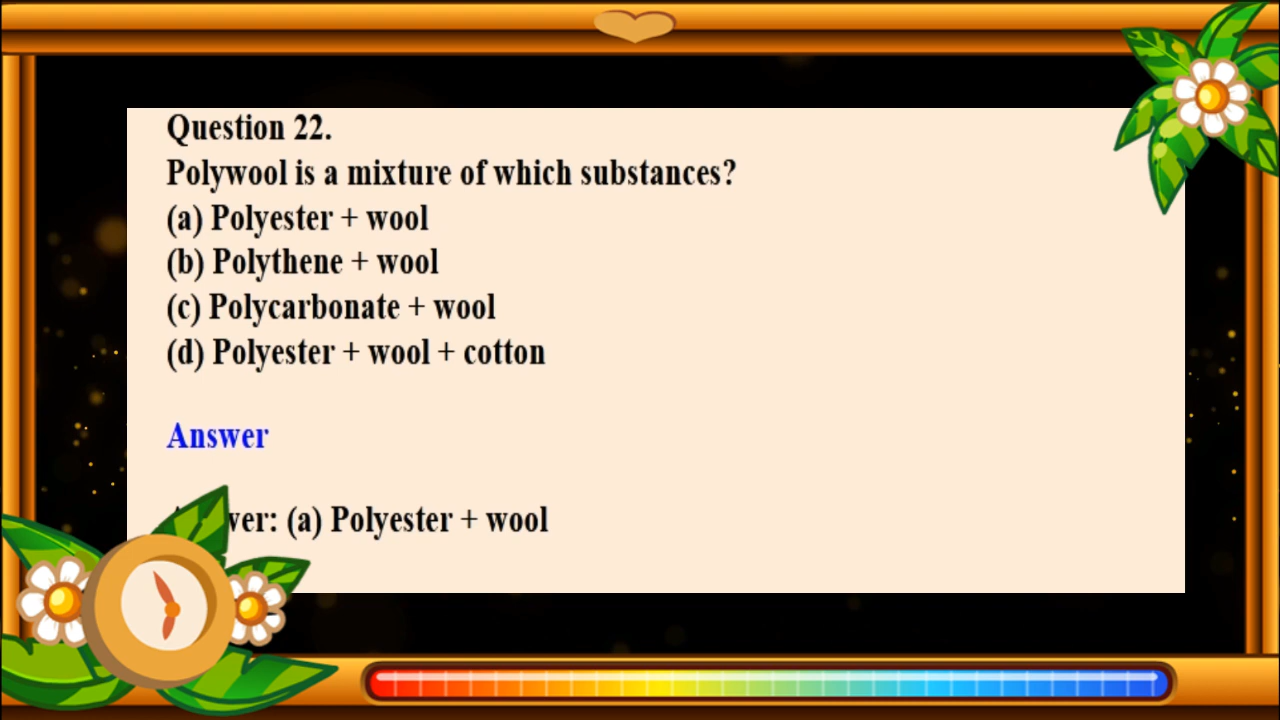 Question 22.
Polywool is a mixture of which substances?
(a) Polyester + wool
(b) Polythene + wool
(c) Polycarbonate + wool
(d) Polyester + wool + cotton
Answer
(a) Polyester + wool